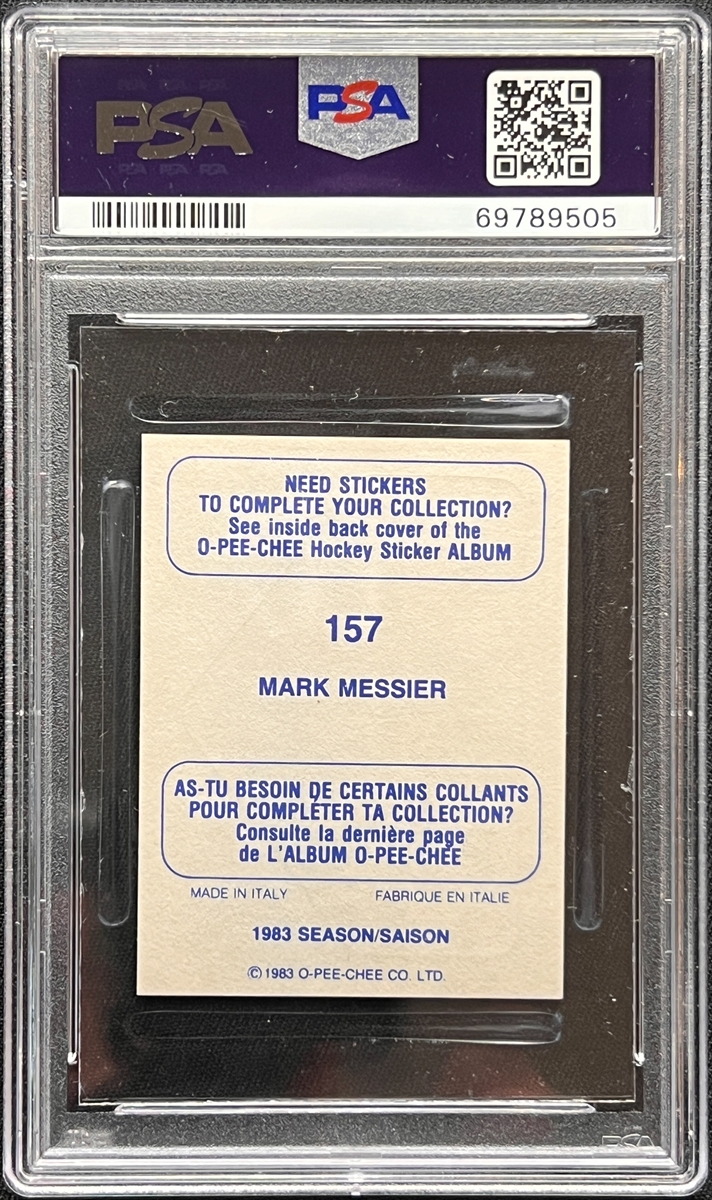 PSA
PSA
69789505
NEED STICKERS
TO COMPLETE YOUR COLLECTION?
See inside back cover of the
O-PEE-CHEE Hockey Sticker ALBUM
157
MARK MESSIER
AS-TU BESOIN DE CERTAINS COLLANTS
POUR COMPLÉTER TA COLLECTION?
Consulte la dernière page
de L'ALBUM O-PEE-CHEE
MADE IN ITALY FABRIQUE EN ITALIE
1983 SEASON/SAISON
© 1983 O-PEE-CHEE CO. LTD.
PSA